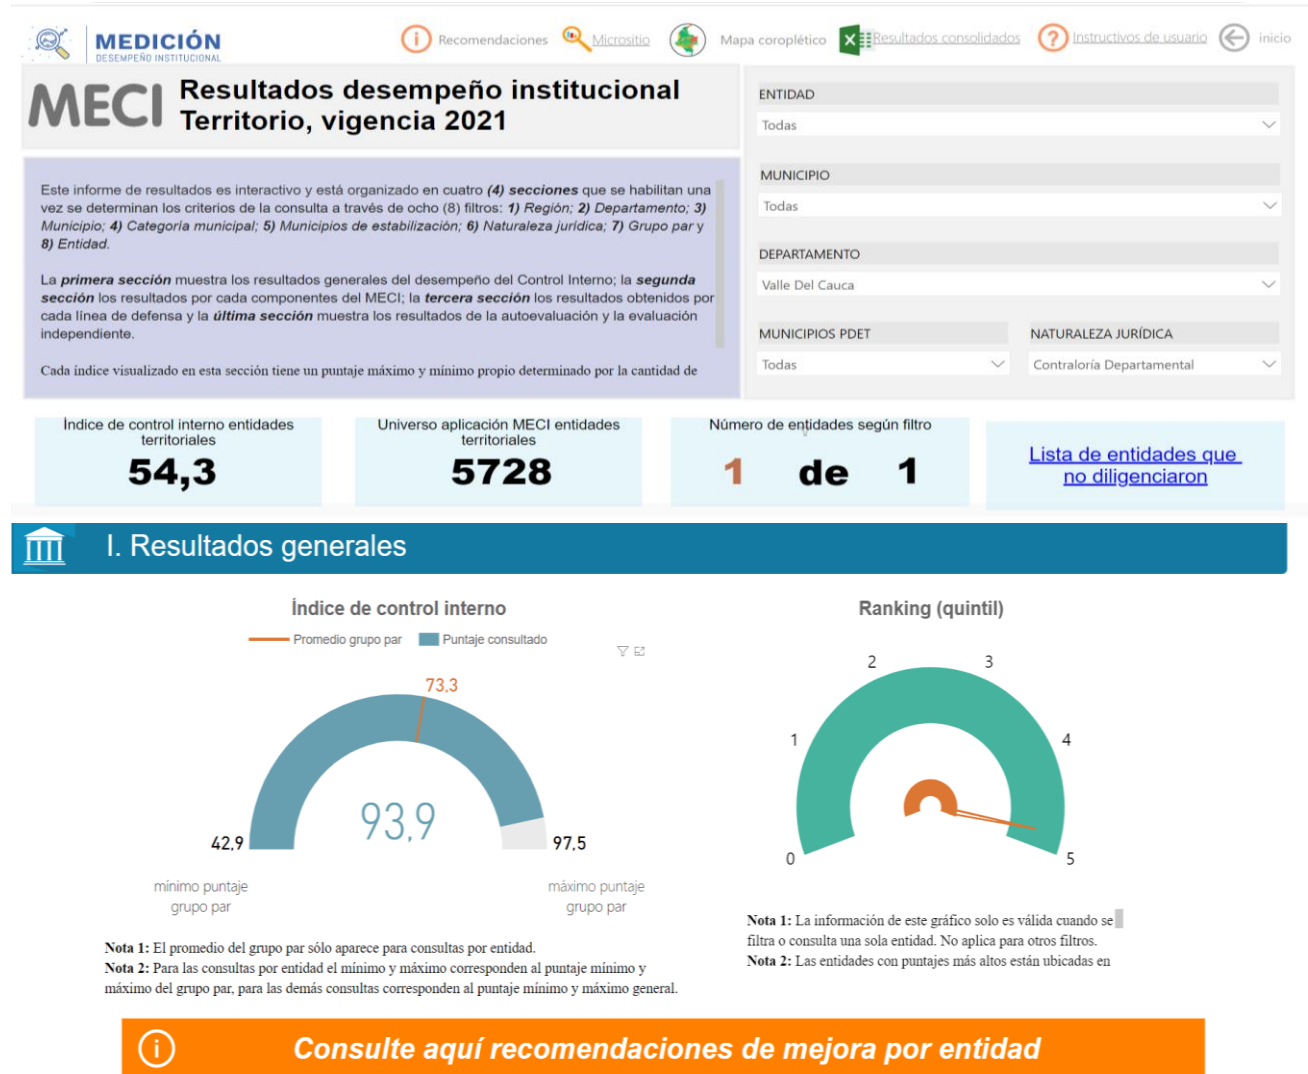 MEDICIÓN
DESEMPEÑO INSTITUCIONAL
Recomendaciones
Micrositio
Mapa coroplético
Resultados consolidados
Instructivos de usuario
inicio
MECI
Resultados desempeño institucional
Territorio, vigencia 2021
Este informe de resultados es interactivo y está organizado en cuatro (4) secciones que se habilitan una
vez se determinan los criterios de la consulta a través de ocho (8) filtros: 1) Región; 2) Departamento; 3)
Municipio; 4) Categoría municipal; 5) Municipios de estabilización; 6) Naturaleza jurídica; 7) Grupo par y
8) Entidad.
La primera sección muestra los resultados generales del desempeño del Control Interno; la segunda
sección los resultados por cada componentes del MECI; la tercera sección los resultados obtenidos por
cada línea de defensa y la última sección muestra los resultados de la autoevaluación y la evaluación
independiente.
Cada índice visualizado en esta sección tiene un puntaje máximo y mínimo propio determinado por la cantidad de
ENTIDAD
Todas
MUNICIPIO
Todas
DEPARTAMENTO
Valle Del Cauca
MUNICIPIOS PDET
Todas
NATURALEZA JURÍDICA
Contraloría Departamental
Índice de control interno entidades
territoriales
54,3
Universo aplicación MECI entidades
territoriales
5728
Número de entidades según filtro
1 de 1
Lista de entidades que
no diligenciaron
I. Resultados generales
Índice de control interno
Promedio grupo par
Puntaje consultado
73,3
93,9
42,9
97,5
mínimo puntaje
grupo par
máximo puntaje
grupo par
Nota 1: El promedio del grupo par sólo aparece para consultas por entidad.
Nota 2: Para las consultas por entidad el mínimo y máximo corresponden al puntaje mínimo y
máximo del grupo par, para las demás consultas corresponden al puntaje mínimo y máximo general.
Ranking (quintil)
2
3
1
4
0
5
Nota 1: La información de este gráfico solo es válida cuando se
filtra o consulta una sola entidad. No aplica para otros filtros.
Nota 2: Las entidades con puntajes más altos están ubicadas en
Consulte aquí recomendaciones de mejora por entidad